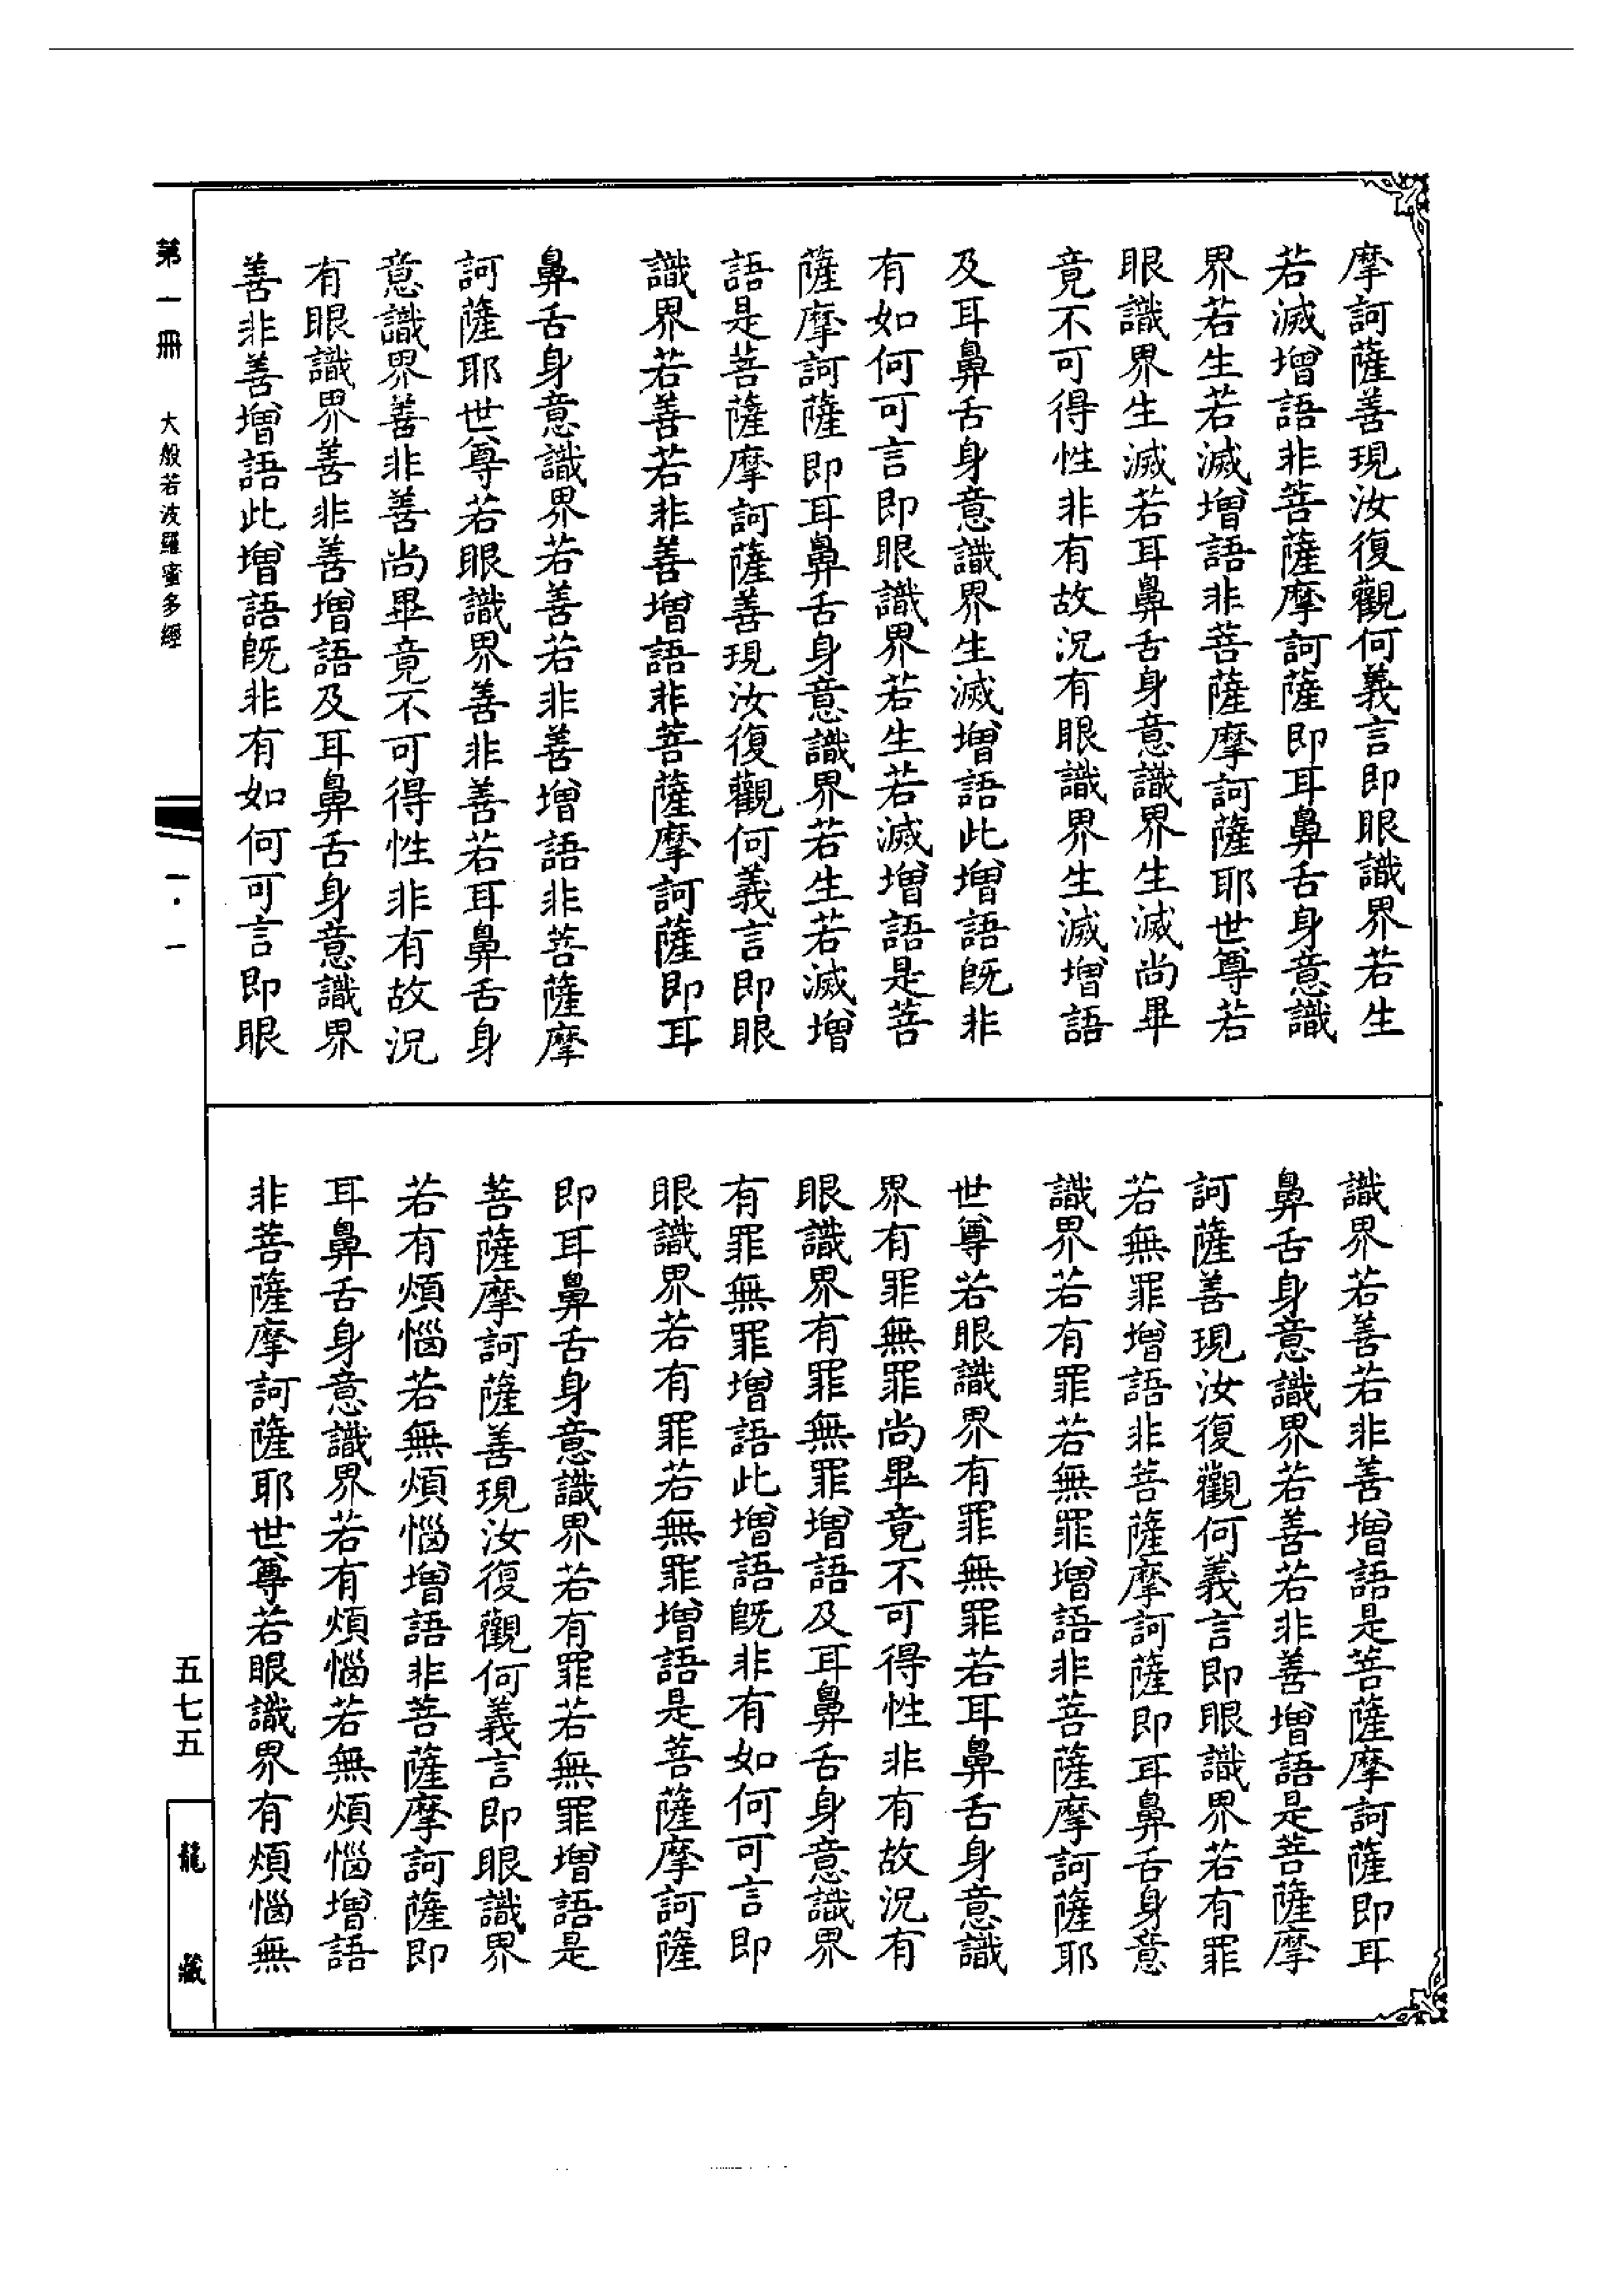 摩訶薩善現汝復觀何義言即眼識界若生
若滅增語非菩薩摩訶薩即耳鼻舌身意識
界若生若滅增語非菩薩摩訶薩耶世尊若
眼識界生滅若耳鼻舌身意識界生滅尚畢
竟不可得性非有故況有眼識界生滅增語
及耳鼻舌身意識界生滅增語此增語既非
有如何可言即眼識界若生若滅增語是菩
薩摩訶薩即耳鼻舌身意識界若生若滅增
語是菩薩摩訶薩善現汝復觀何義言即眼
識界若善若非善增語非菩薩摩訶薩即耳
鼻舌身意識界若善若非善增語非菩薩摩
訶薩耶世尊若眼識界善非善若耳鼻舌身
意識界善非善尚畢竟不可得性非有故況
有眼識界善非善增語及耳鼻舌身意識界
善非善增語此增語既非有如何可言即眼
識界若善若非善增語是菩薩摩訶薩即耳
鼻舌身意識界若善若非善增語是菩薩摩
訶薩善現汝復觀何義言即眼識界若有罪
若無罪增語非菩薩摩訶薩即耳鼻舌身意
識界若有罪若無罪增語非菩薩摩訶薩耶
世尊若眼識界有罪無罪若耳鼻舌身意識
界有罪無罪尚畢竟不可得性非有故況有
眼識界有罪無罪增語及耳鼻舌身意識界
有罪無罪增語此增語既非有如何可言即
眼識界若有罪若無罪增語是菩薩摩訶薩
即耳鼻舌身意識界若有罪若無罪增語是
菩薩摩訶薩善現汝復觀何義言即眼識界
若有煩惱若無煩惱增語非菩薩摩訶薩即
耳鼻舌身意識界若有煩惱若無煩惱增語
非菩薩摩訶薩耶世尊若眼識界有煩惱無
第一冊 大般若波羅蜜多經 一·一
五七五
龍藏